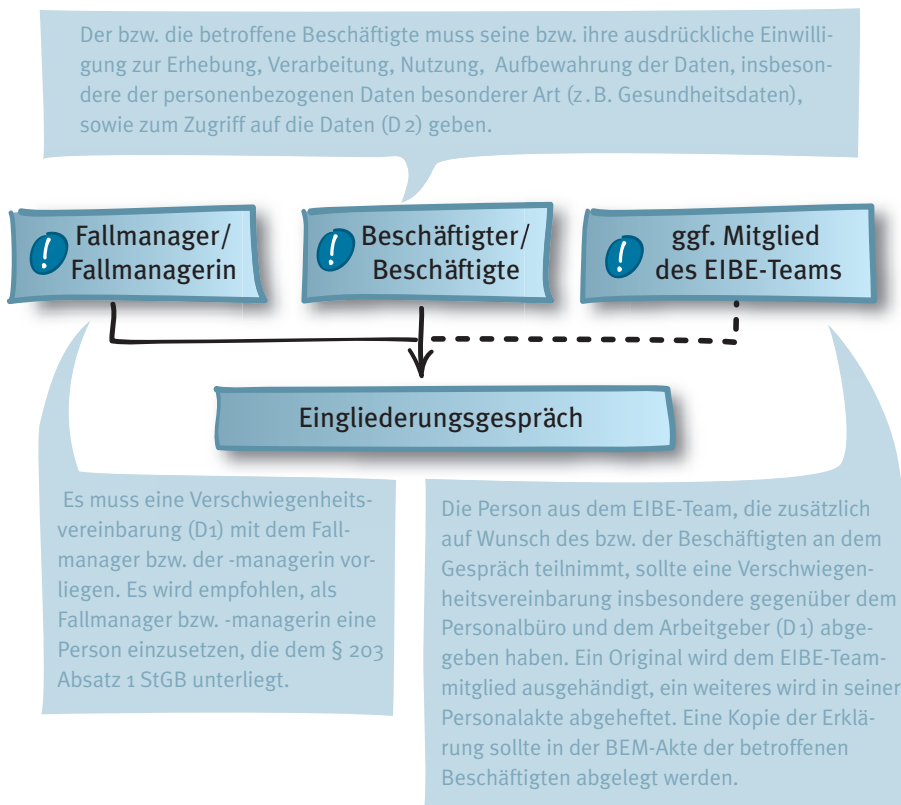 Der bzw. die betroffene Beschäftigte muss seine bzw. ihre ausdrückliche Einwilli-
gung zur Erhebung, Verarbeitung, Nutzung, Aufbewahrung der Daten, insbeson-
dere der personenbezogenen Daten besonderer Art (z. B. Gesundheitsdaten),
sowie zum Zugriff auf die Daten (D 2) geben.
! Fallmanager/
Fallmanagerin
! Beschäftigter/
Beschäftigte
! ggf. Mitglied
des EIBE-Teams
Eingliederungsgespräch
Es muss eine Verschwiegenheits-
vereinbarung (D1) mit dem Fall-
manager bzw. der -managerin vor-
liegen. Es wird empfohlen, als
Fallmanager bzw. -managerin eine
Person einzusetzen, die dem § 203
Absatz 1 StGB unterliegt.
Die Person aus dem EIBE-Team, die zusätzlich
auf Wunsch des bzw. der Beschäftigten an dem
Gespräch teilnimmt, sollte eine Verschwiegen-
heitsvereinbarung insbesondere gegenüber dem
Personalbüro und dem Arbeitgeber (D 1) abge-
geben haben. Ein Original wird dem EIBE-Team-
mitglied ausgehändigt, ein weiteres wird in seiner
Personalakte abgeheftet. Eine Kopie der Erklä-
rung sollte in der BEM-Akte der betroffenen
Beschäftigten abgelegt werden.